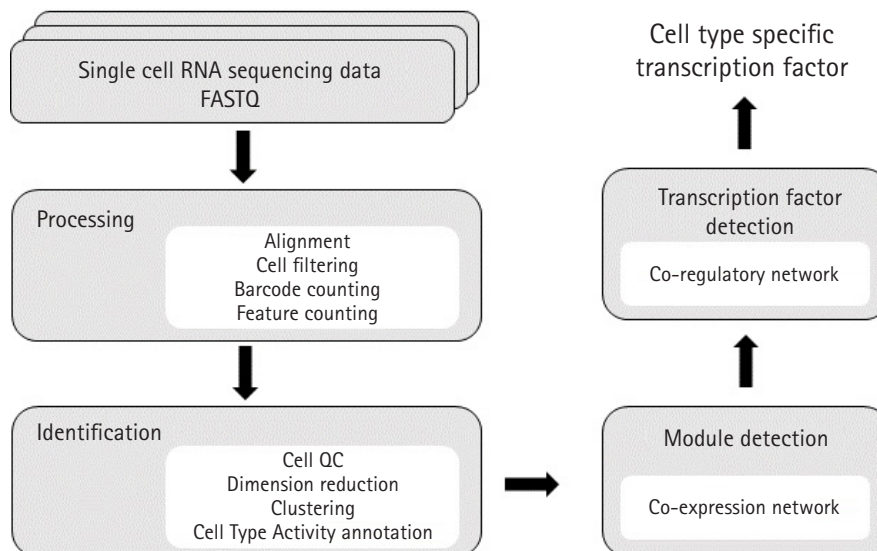 Single cell RNA sequencing data
FASTQ
Processing
Alignment
Cell filtering
Barcode counting
Feature counting
Identification
Cell QC
Dimension reduction
Clustering
Cell Type Activity annotation
Module detection
Co-expression network
Transcription factor
detection
Co-regulatory network
Cell type specific
transcription factor